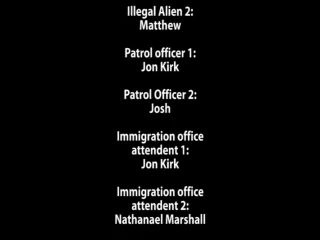 Illegal Alien 2:
Matthew
Patrol officer 1:
Jon Kirk
Patrol Officer 2:
Josh
Immigration office
attendent 1:
Jon Kirk
Immigration office
attendent 2:
Nathanael Marshall